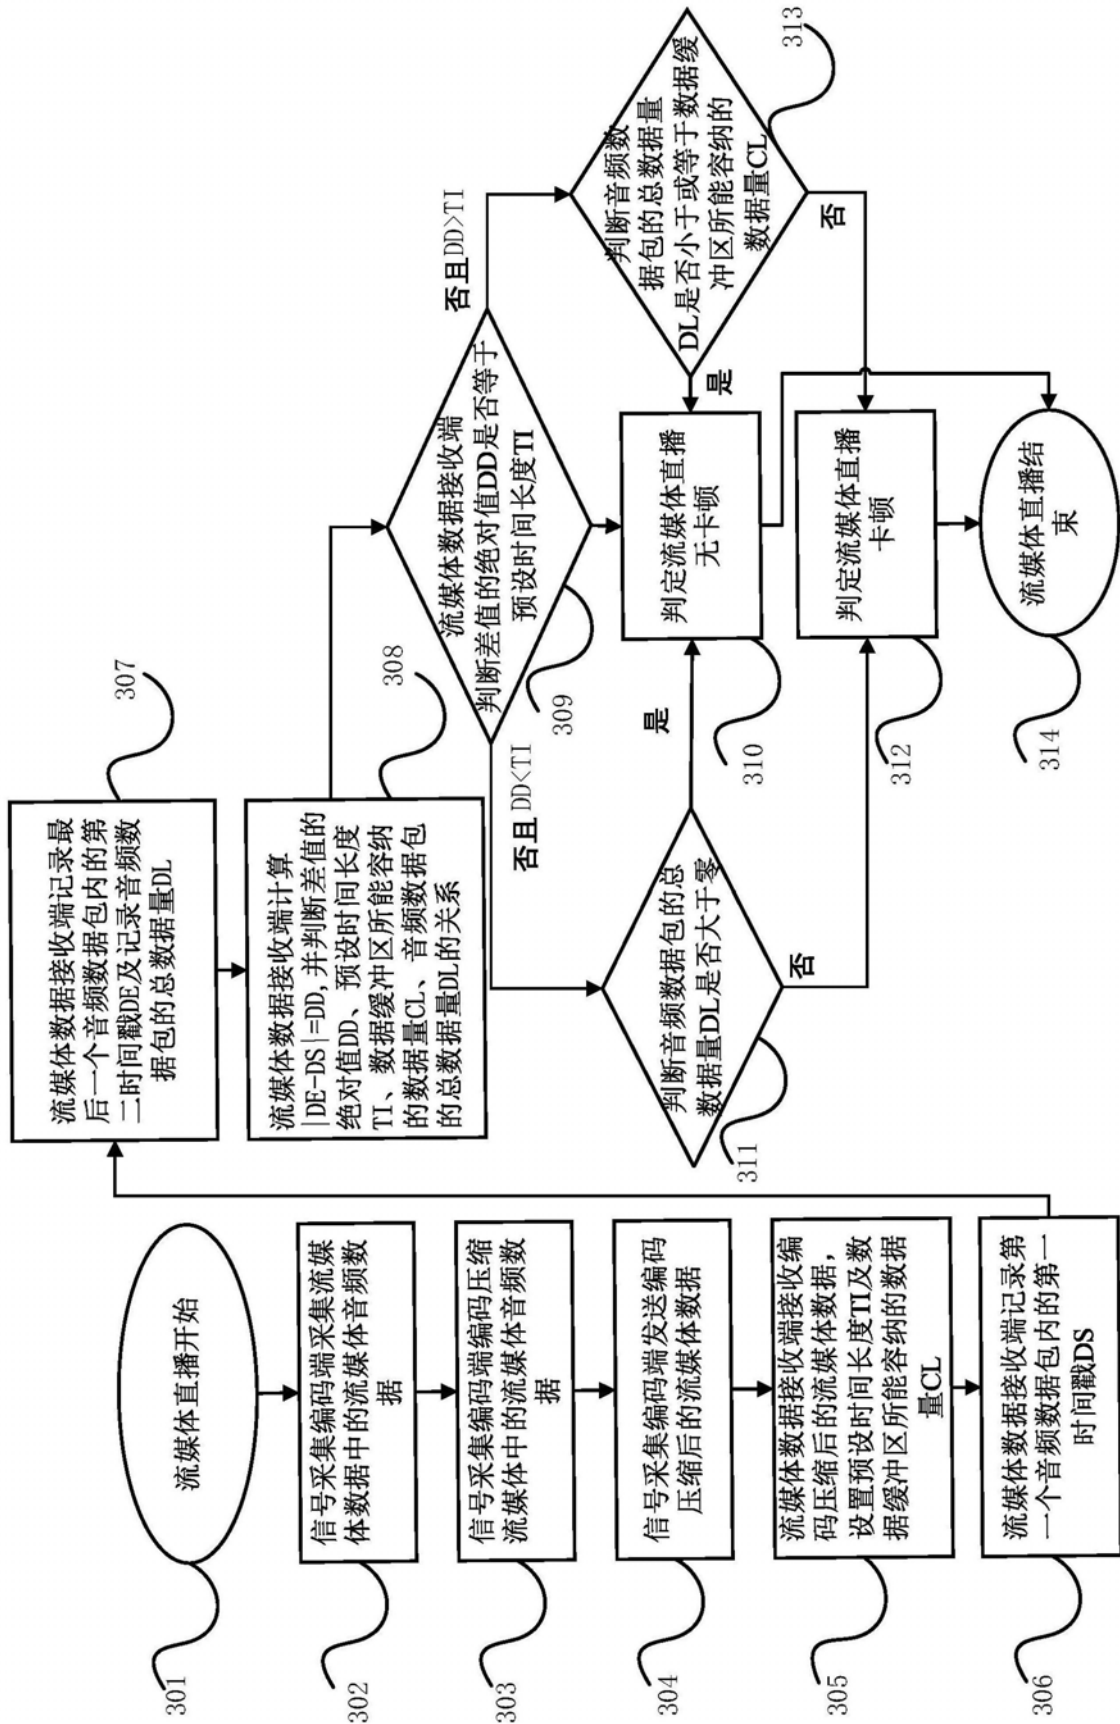 流媒体直播开始
301
信号采集编码端采集流媒
体数据中的流媒体音频数
据
302
信号采集编码端编码压缩
流媒体中的流媒体音频数
据
303
信号采集编码端发送编码
压缩后的流媒体数据
304
流媒体数据接收端接收编
码压缩后的流媒体数据，
设置预设时间长度TI及数
据缓冲区所能容纳的数据
量CL
305
流媒体数据接收端记录第
一个音频数据包内的第一
时间戳DS
306
流媒体数据接收端记录最
后一个音频数据包内的第
二时间戳DE及记录音频数
据包的总数据量DL
307
流媒体数据接收端计算
|DE-DS|=DD，并判断差值的
绝对值DD、预设时间长度
TI、数据缓冲区所能容纳
的数据量CL、音频数据包
的总数据量DL的关系
308
流媒体数据接收端
判断差值的绝对值DD是否等于
预设时间长度TI
309
否且DD<TI
否且DD>TI
判断音频数据包的总
数据量DL是否大于零
311
是
否
判定流媒体直播
无卡顿
310
判定流媒体直播
卡顿
312
判断音频数
据包的总数据量
DL是否小于或等于数据缓
冲区所能容纳的
数据量CL
313
是
否
流媒体直播结
束
314